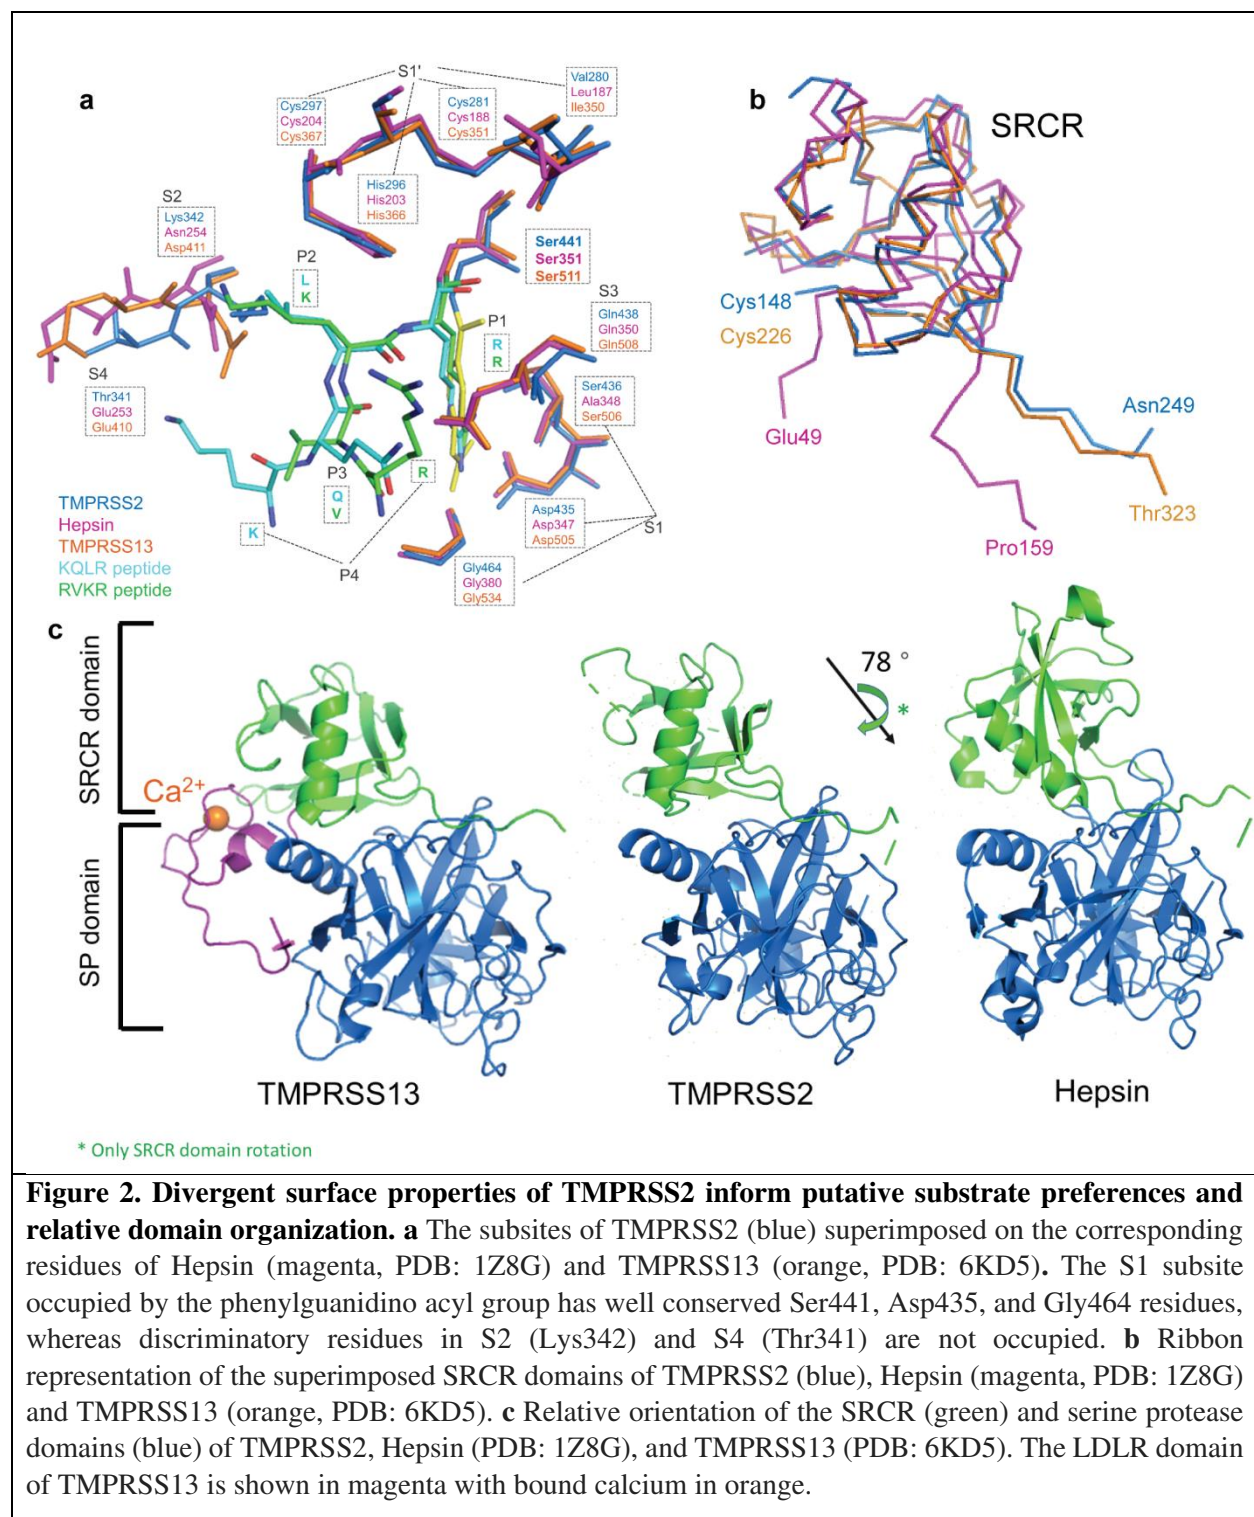 a
S1'
Cys297
Cys204
Cys367
Cys281
Cys188
Cys351
Val280
Leu187
Ile350
His296
His203
His366
S2
Lys342
Asn254
Asp411
P2
L
K
Ser441
Ser351
Ser511
S3
Gln438
Gln350
Gln508
P1
R
R
S4
Thr341
Glu253
Glu410
Ser436
Ala348
Ser506
P3
Q
V
R
K
P4
Asp435
Asp347
Asp505
S1
Gly464
Gly380
Gly534
TMPRSS2
Hepsin
TMPRSS13
KQLR peptide
RVKR peptide
b
SRCR
Cys148
Cys226
Glu49
Asn249
Thr323
Pro159
c
SRCR domain
SP domain
Ca2+
78 °
*
TMPRSS13
TMPRSS2
Hepsin
* Only SRCR domain rotation
Figure 2. Divergent surface properties of TMPRSS2 inform putative substrate preferences and
relative domain organization. a The subsites of TMPRSS2 (blue) superimposed on the corresponding
residues of Hepsin (magenta, PDB: 1Z8G) and TMPRSS13 (orange, PDB: 6KD5). The S1 subsite
occupied by the phenylguanidino acyl group has well conserved Ser441, Asp435, and Gly464 residues,
whereas discriminatory residues in S2 (Lys342) and S4 (Thr341) are not occupied. b Ribbon
representation of the superimposed SRCR domains of TMPRSS2 (blue), Hepsin (magenta, PDB: 1Z8G)
and TMPRSS13 (orange, PDB: 6KD5). c Relative orientation of the SRCR (green) and serine protease
domains (blue) of TMPRSS2, Hepsin (PDB: 1Z8G), and TMPRSS13 (PDB: 6KD5). The LDLR domain
of TMPRSS13 is shown in magenta with bound calcium in orange.